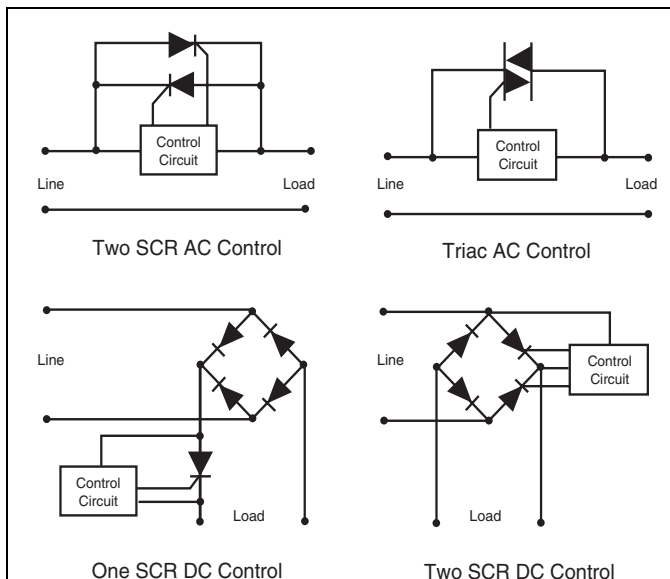 Control
Circuit
Line
Load
Two SCR AC Control
Control
Circuit
Line
Load
Triac AC Control
Line
Control
Circuit
Load
One SCR DC Control
Line
Control
Circuit
Load
Two SCR DC Control